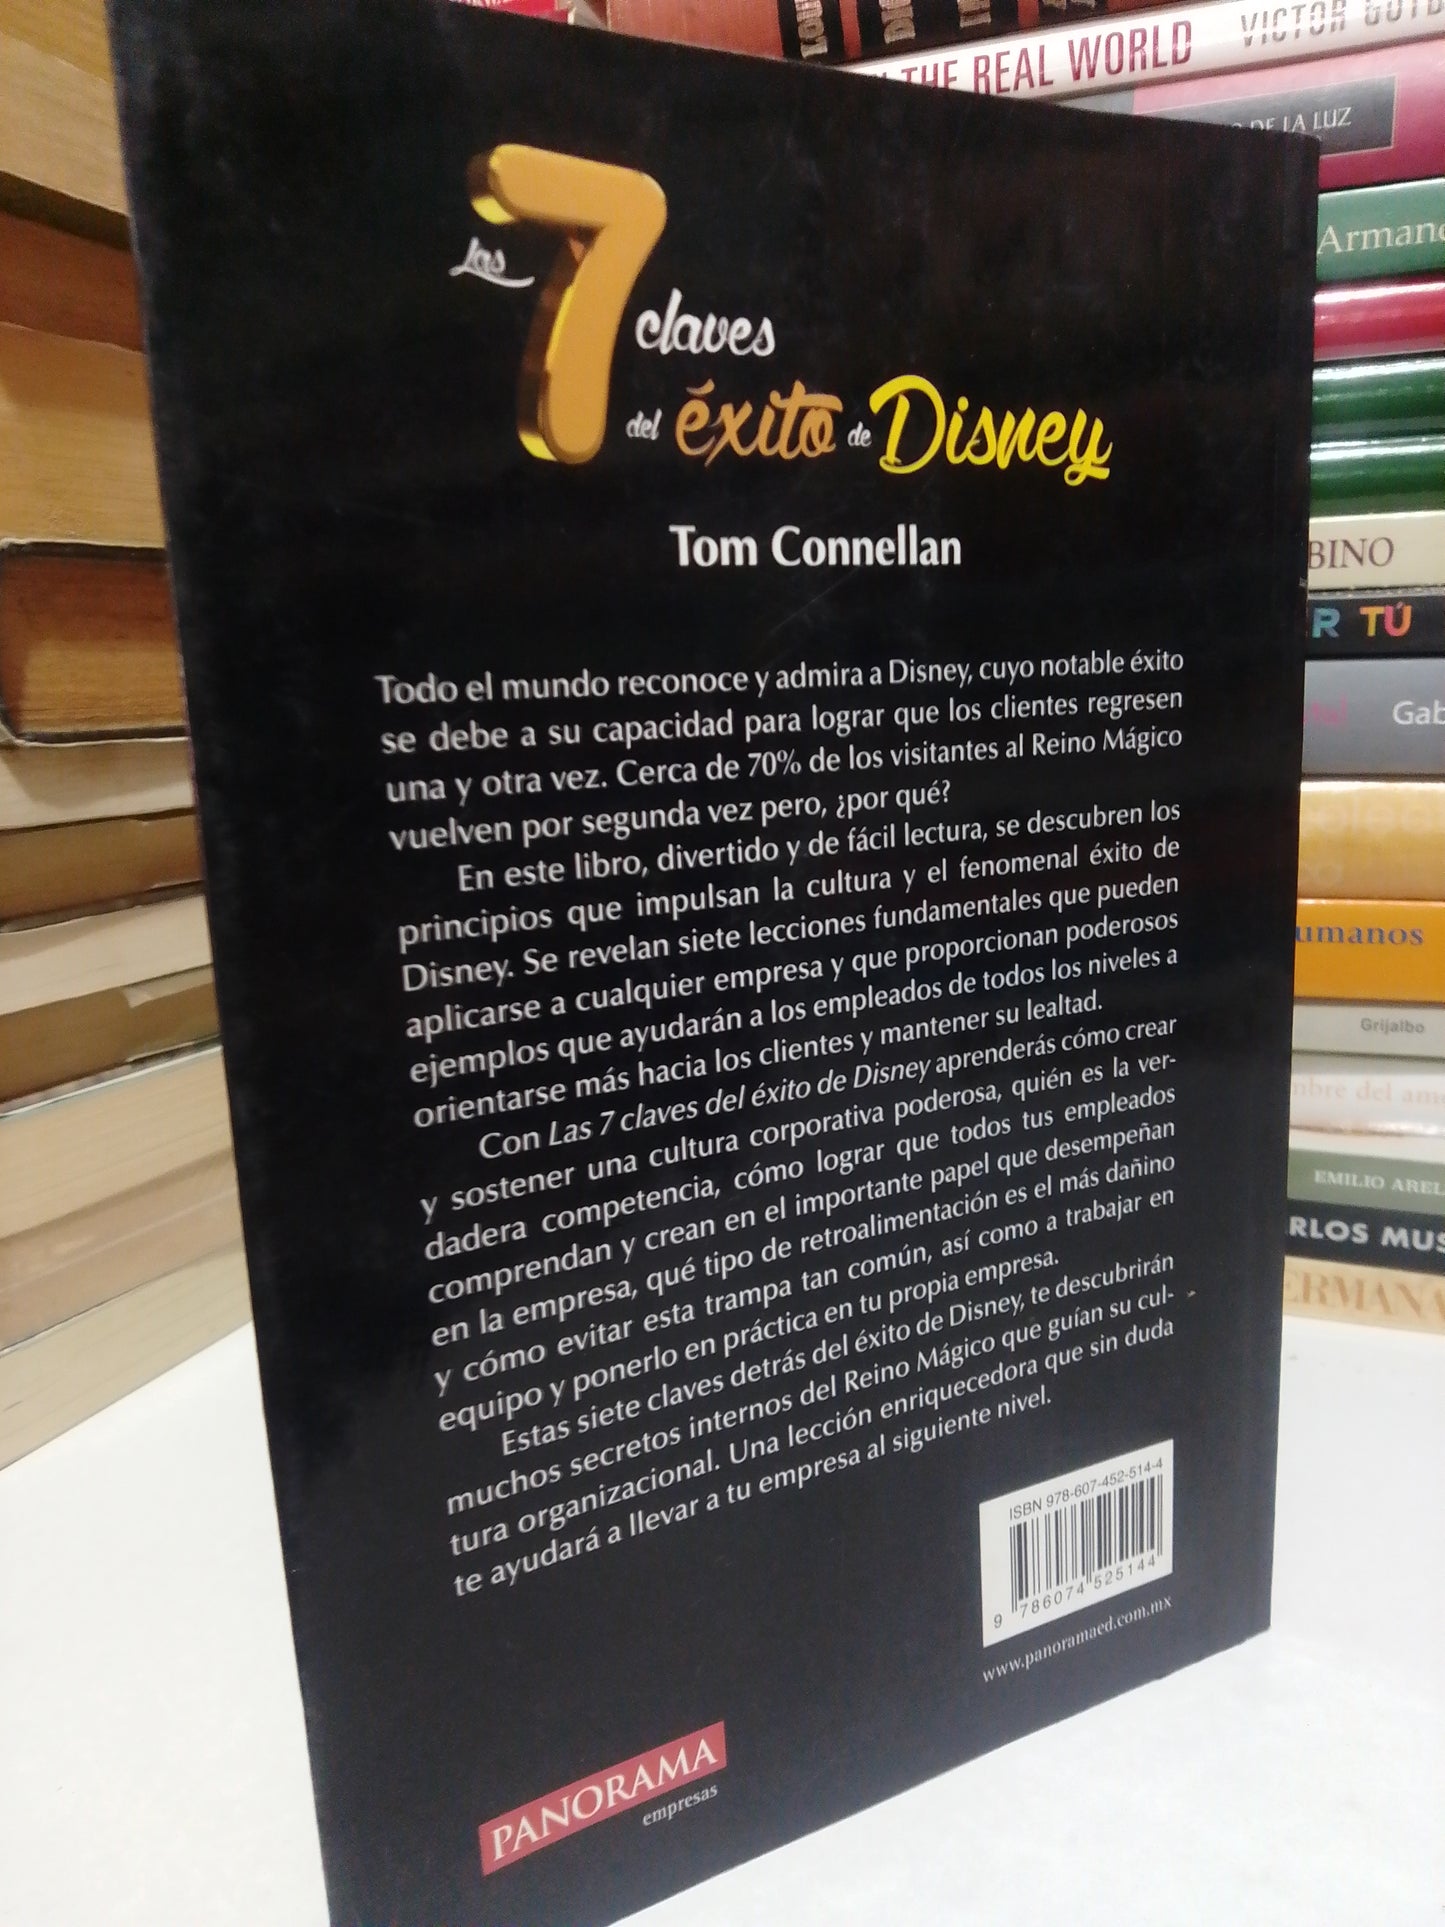 Las 7 claves
del éxito de Disney
Tom Connellan
Todo el mundo reconoce y admira a Disney, cuyo notable éxito
se debe a su capacidad para lograr que los clientes regresen
una y otra vez. Cerca de 70% de los visitantes al Reino Mágico
vuelven por segunda vez pero, ¿por qué?
En este libro, divertido y de fácil lectura, se descubren los
principios que impulsan la cultura y el fenomenal éxito de
Disney. Se revelan siete lecciones fundamentales que pueden
aplicarse a cualquier empresa y que proporcionan poderosos
ejemplos que ayudarán a los empleados de todos los niveles a
orientarse más hacia los clientes y mantener su lealtad.
Con Las 7 claves del éxito de Disney aprenderás cómo crear
y sostener una cultura corporativa poderosa, quién es la ver-
dadera competencia, cómo lograr que todos tus empleados
comprendan y crean en el importante papel que desempeñan
en la empresa, qué tipo de retroalimentación es el más dañino
y cómo evitar esta trampa tan común, así como a trabajar en
equipo y ponerlo en práctica en tu propia empresa.
Estas siete claves detrás del éxito de Disney, te descubrirán
muchos secretos internos del Reino Mágico que guían su cul-
tura organizacional. Una lección enriquecedora que sin duda
te ayudará a llevar a tu empresa al siguiente nivel.
ISBN 978-607-452-514-4
9 786074 525144
www.panoramaed.com.mx
PANORAMA
empresas
THE REAL WORLD VICTOR
DE LA LUZ
Armand
BINO
R TÚ
Gab
umanos
Grijalbo
mbre del amo
EMILIO AREL
RLOS MUS
ERMANA